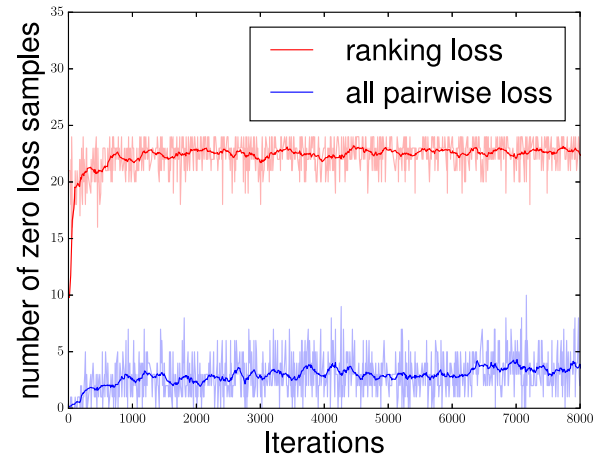 35
30
25
20
15
10
5
0
number of zero loss samples
ranking loss
all pairwise loss
0 1000 2000 3000 4000 5000 6000 7000 8000
Iterations